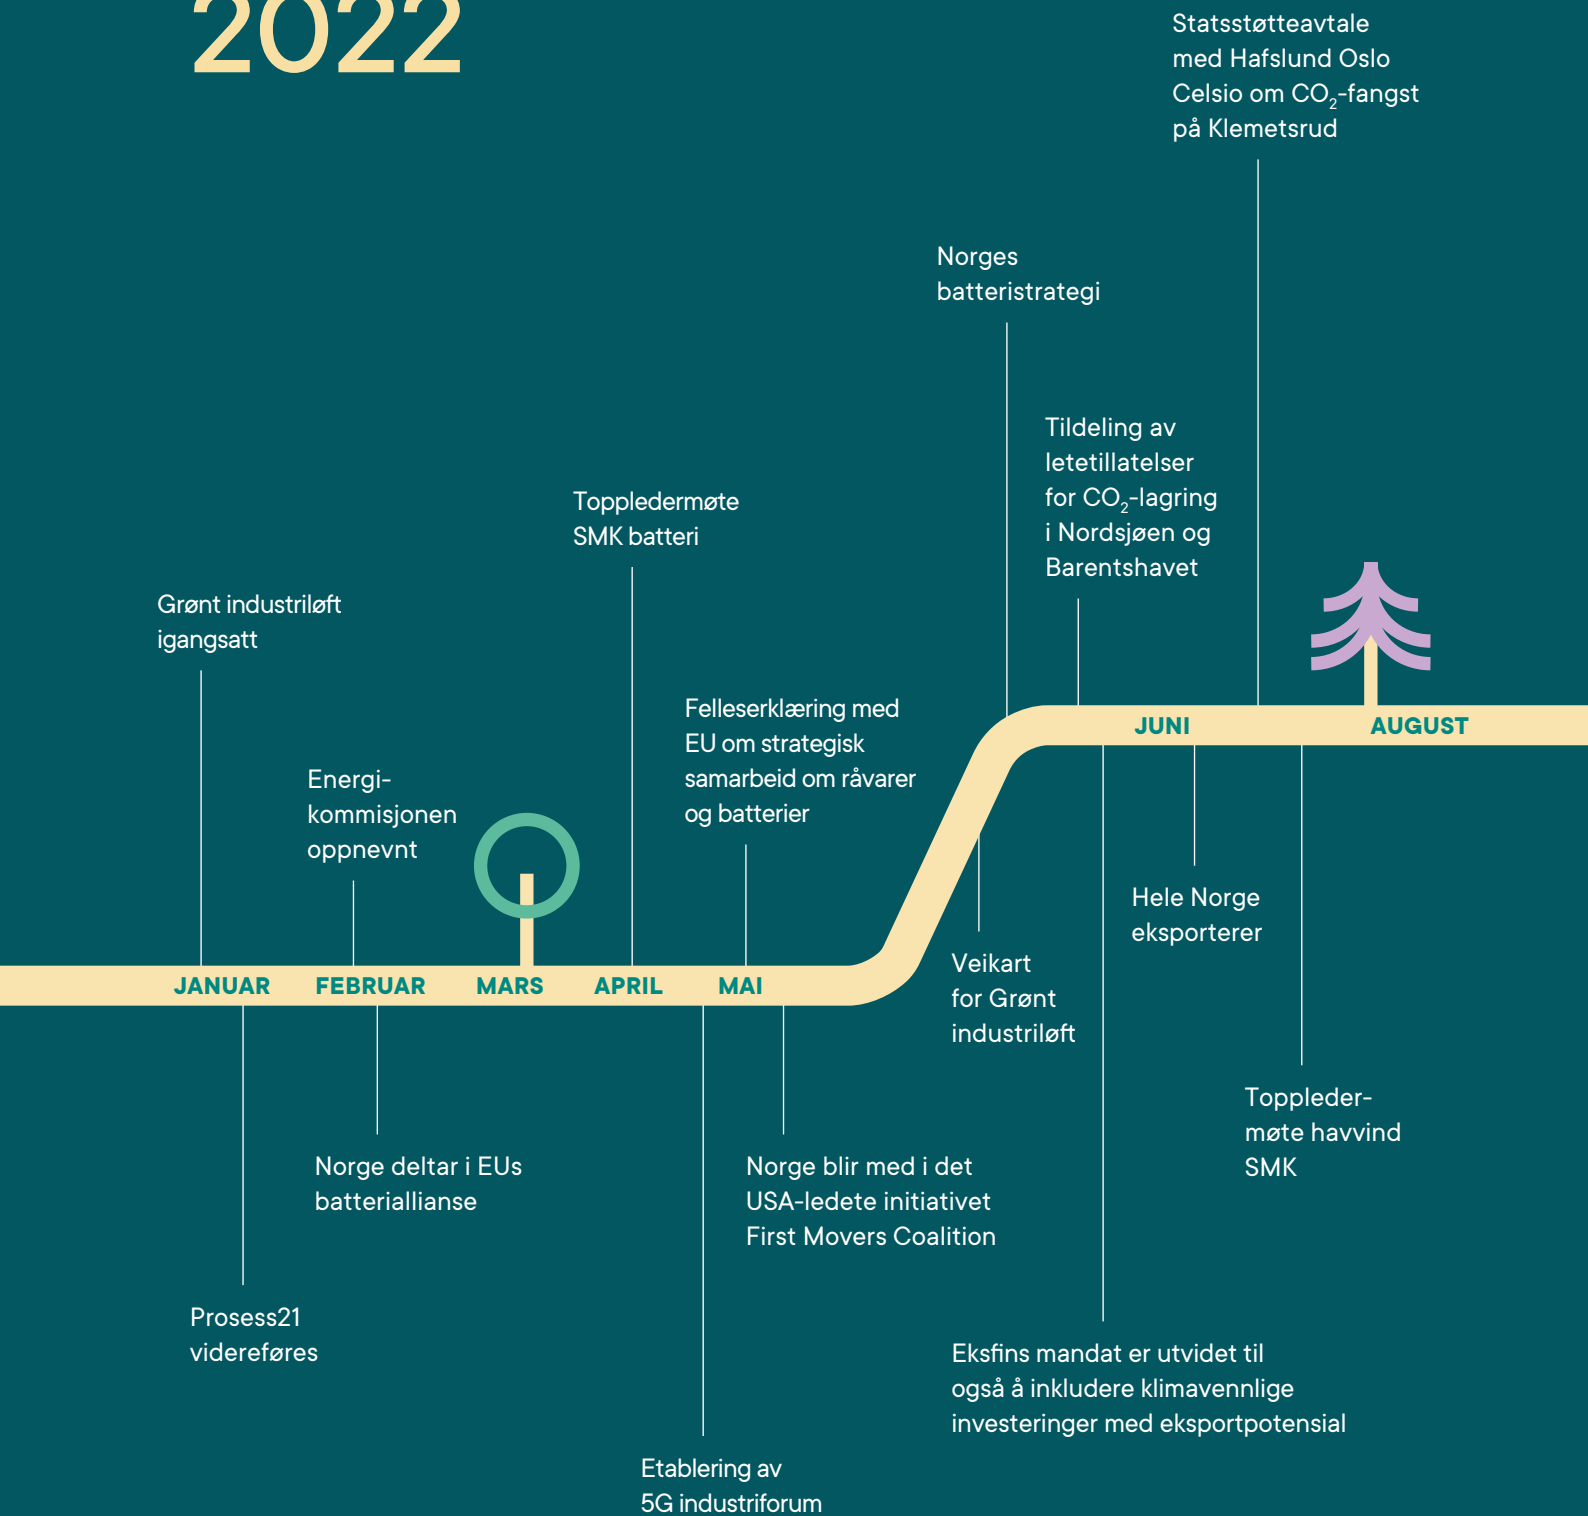 2022
Statsstøtteavtale
med Hafslund Oslo
Celsio om CO₂-fangst
på Klemetsrud
Norges
batteristrategi
Tildeling av
letetillatelser
for CO₂-lagring
i Nordsjøen og
Barentshavet
Toppledermøte
SMK batteri
Grønt industriløft
igangsatt
Felleserklæring med
EU om strategisk
samarbeid om råvarer
og batterier
Energi-
kommisjonen
oppnevnt
JUNI
AUGUST
JANUAR
FEBRUAR
MARS
APRIL
MAI
Hele Norge
eksporterer
Veikart
for Grønt
industriløft
Toppleder-
møte havvind
SMK
Norge deltar i EUs
batteriallianse
Norge blir med i det
USA-ledete initiativet
First Movers Coalition
Prosess21
videreføres
Eksfins mandat er utvidet til
også å inkludere klimavennlige
investeringer med eksportpotensial
Etablering av
5G industriforum